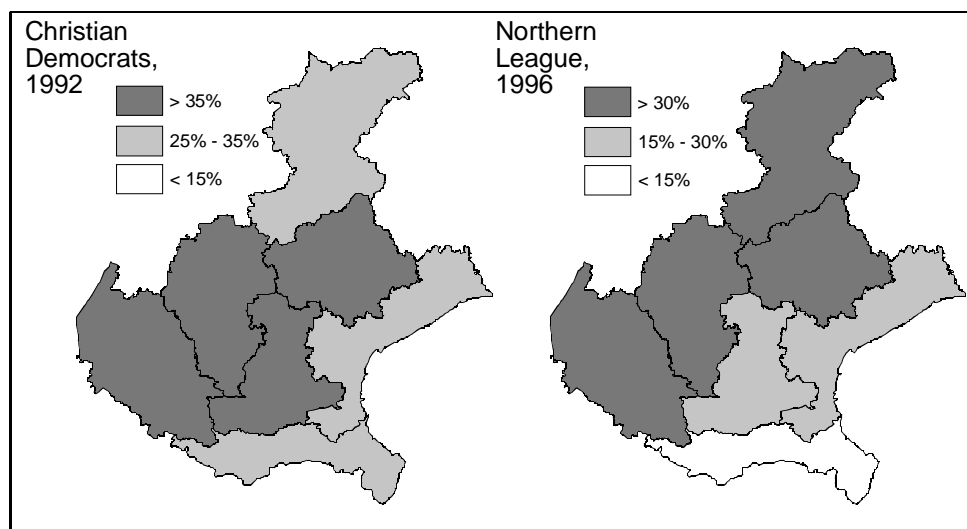 Christian
Democrats,
1992
> 35%
25% - 35%
< 15%
Northern
League,
1996
> 30%
15% - 30%
< 15%